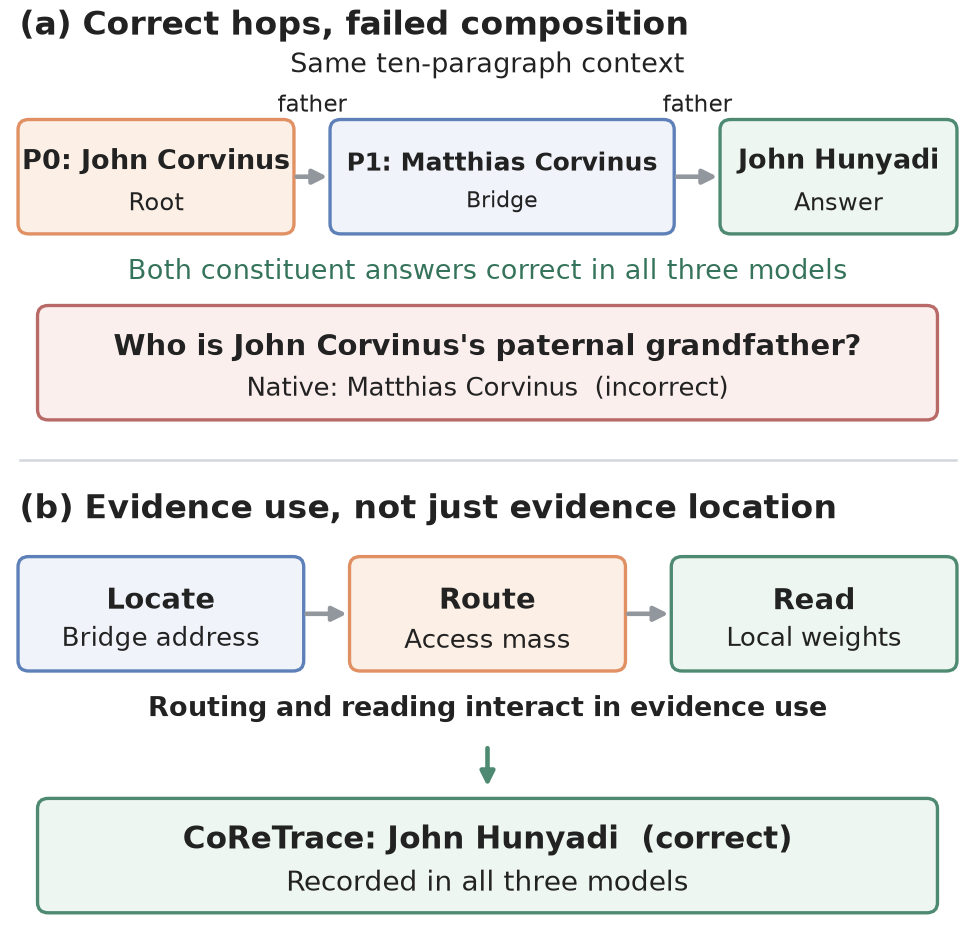 (a) Correct hops, failed composition
Same ten-paragraph context
father
father
P0: John Corvinus
Root
P1: Matthias Corvinus
Bridge
John Hunyadi
Answer
Both constituent answers correct in all three models
Who is John Corvinus's paternal grandfather?
Native: Matthias Corvinus (incorrect)
(b) Evidence use, not just evidence location
Locate
Bridge address
Route
Access mass
Read
Local weights
Routing and reading interact in evidence use
CoReTrace: John Hunyadi (correct)
Recorded in all three models